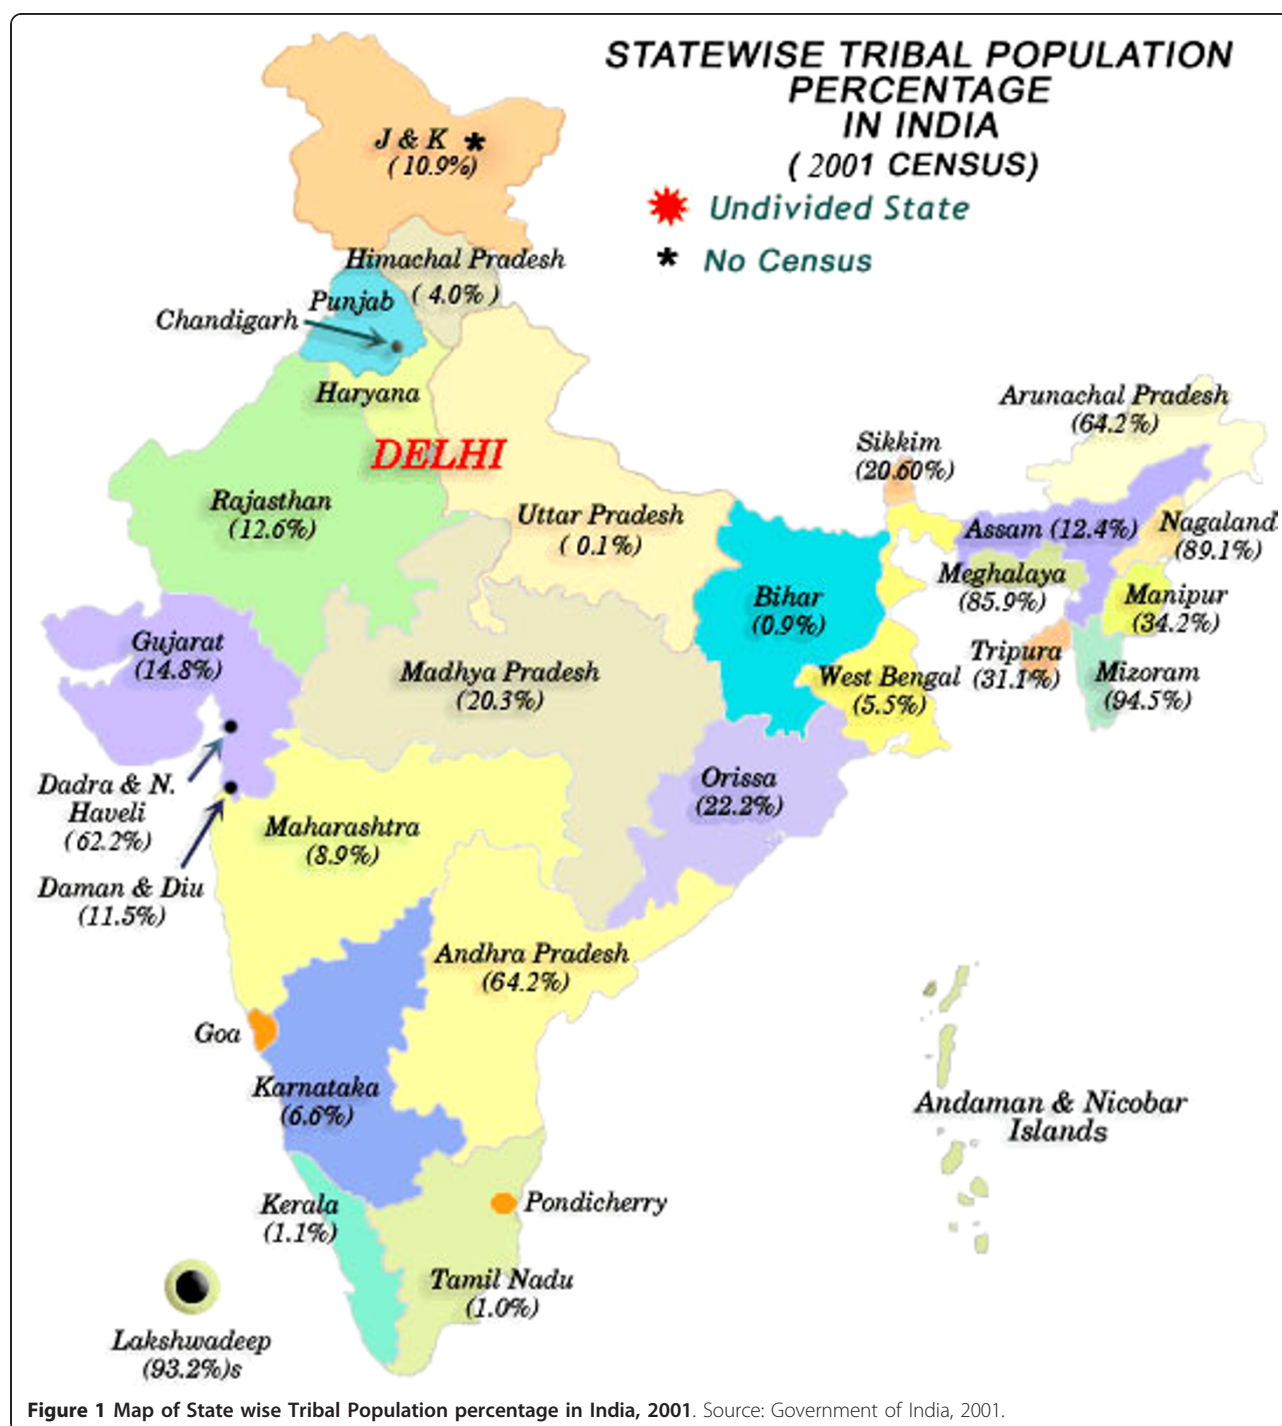 STATEWISE TRIBAL POPULATION
PERCENTAGE
IN INDIA
( 2001 CENSUS)
Undivided State
* No Census
J & K *
( 10.9%)
Himachal Pradesh
( 4.0% )
Punjab
Chandigarh
Haryana
DELHI
Arunachal Pradesh
(64.2%)
Sikkim
(20.60%)
Rajasthan
(12.6%)
Uttar Pradesh
( 0.1%)
Assam (12.4%)
Nagaland
(89.1%)
Meghalaya
(85.9%)
Bihar
(0.9%)
Manipur
(34.2%)
Gujarat
(14.8%)
Madhya Pradesh
(20.3%)
West Bengal
(5.5%)
Tripura
(31.1%)
Mizoram
(94.5%)
Dadra & N.
Haveli
( 62.2%)
Orissa
(22.2%)
Maharashtra
(8.9%)
Daman & Diu
(11.5%)
Andhra Pradesh
(64.2%)
Goa
Karnataka
(6.6%)
Andaman & Nicobar
Islands
Kerala
(1.1%)
Pondicherry
Tamil Nadu
(1.0%)
Lakshwadeep
(93.2%)s
Figure 1 Map of State wise Tribal Population percentage in India, 2001. Source: Government of India, 2001.